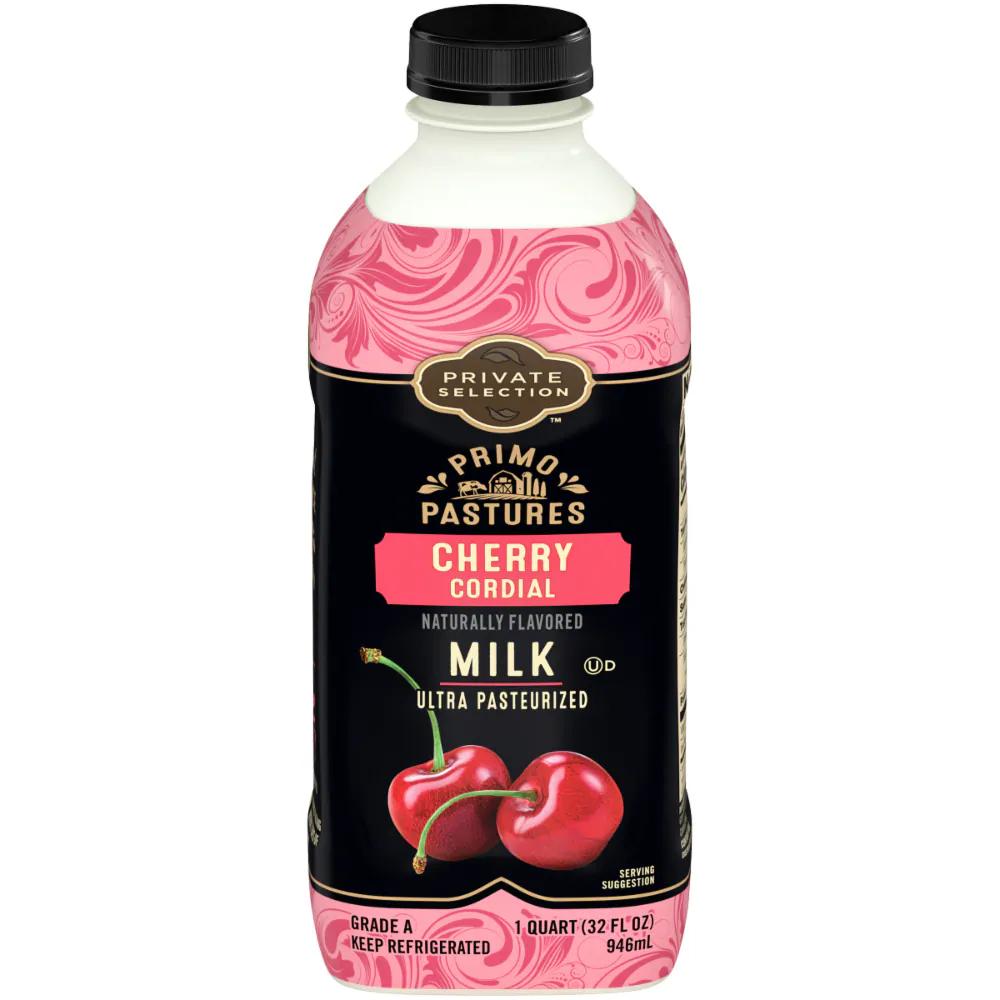 PRIVATE
SELECTION
™
PRIMO
PASTURES
CHERRY
CORDIAL
NATURALLY FLAVORED
MILK
U D
ULTRA PASTEURIZED
SERVING
SUGGESTION
GRADE A
KEEP REFRIGERATED
1 QUART (32 FL OZ)
946mL